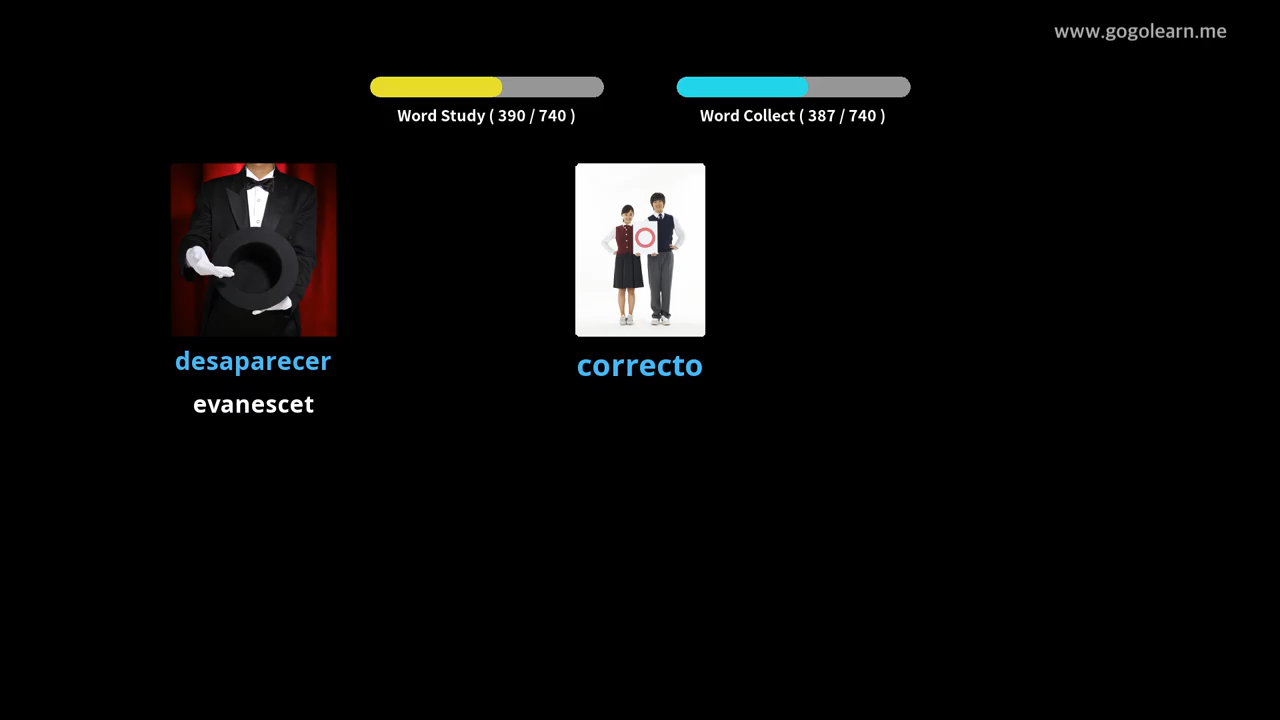 www.gogolearn.me
Word Study ( 390 / 740 )
Word Collect ( 387 / 740 )
desaparecer
evanescet
correcto